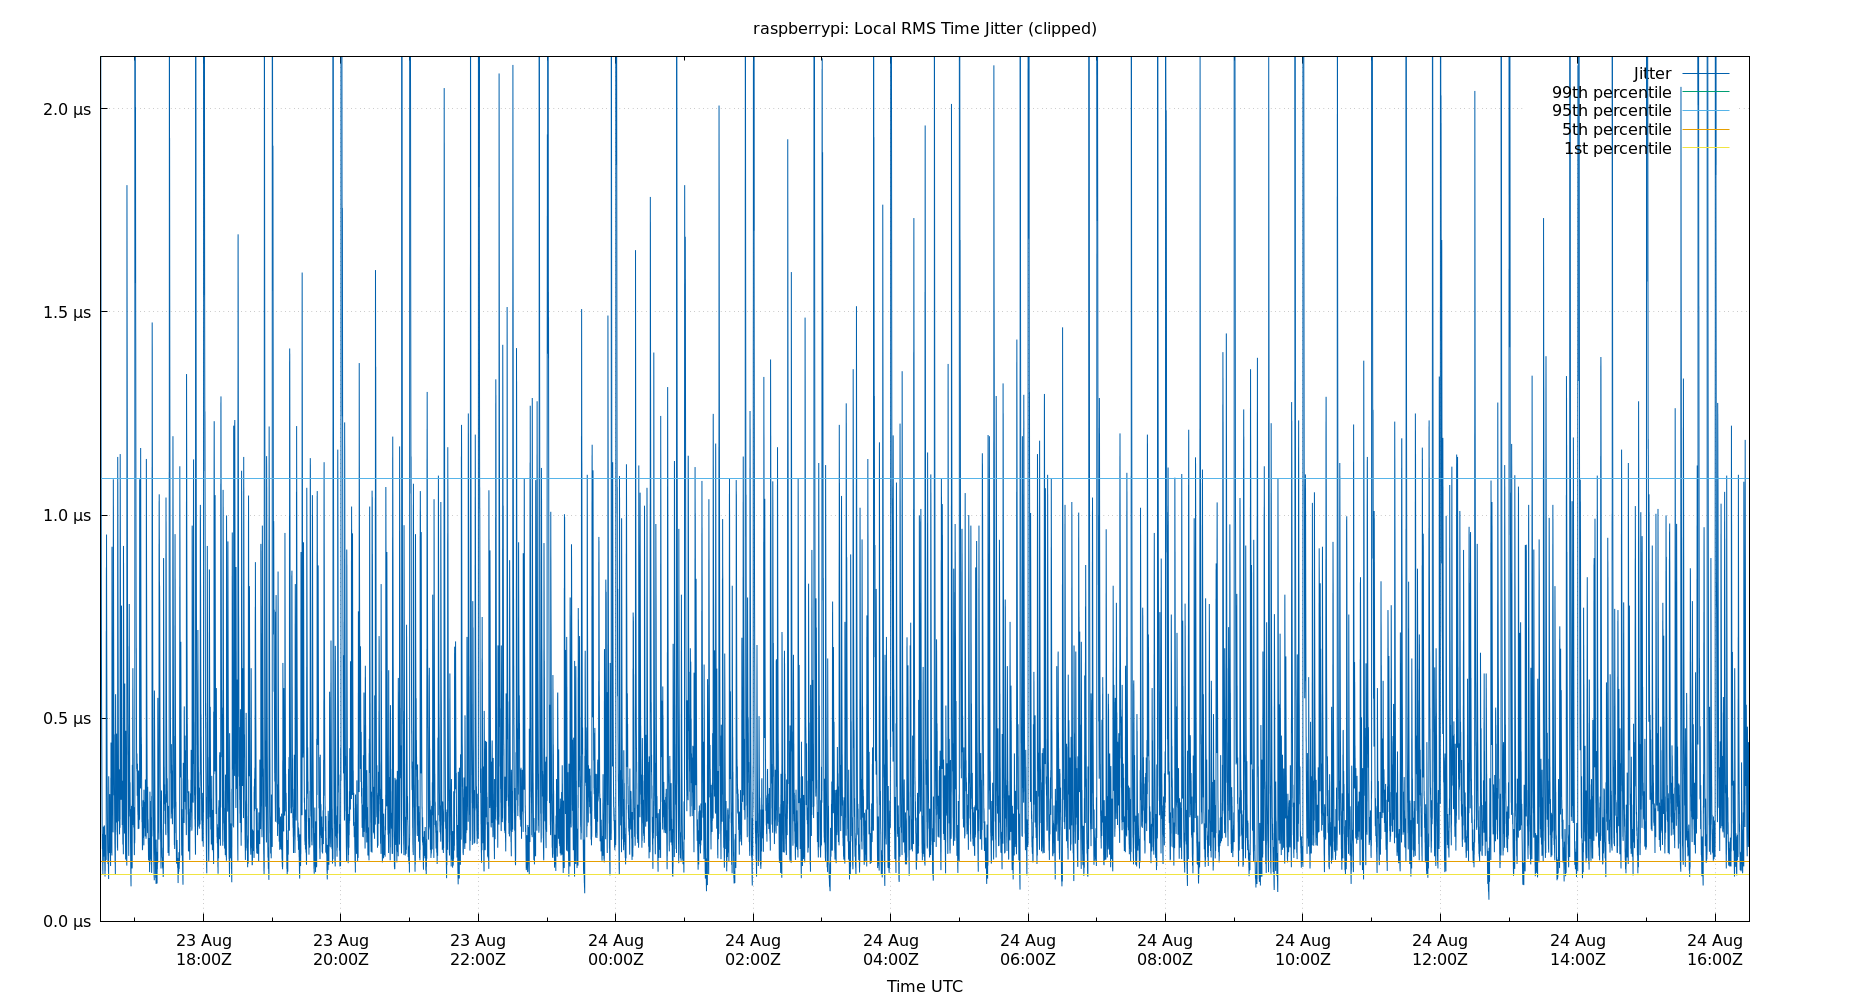 raspberrypi: Local RMS Time Jitter (clipped)
Jitter
99th percentile
95th percentile
5th percentile
1st percentile
2.0 µs
1.5 µs
1.0 µs
0.5 µs
0.0 µs
23 Aug 23 Aug 23 Aug 24 Aug 24 Aug 24 Aug 24 Aug 24 Aug 24 Aug 24 Aug 24 Aug 24 Aug
18:00Z 20:00Z 22:00Z 00:00Z 02:00Z 04:00Z 06:00Z 08:00Z 10:00Z 12:00Z 14:00Z 16:00Z
Time UTC